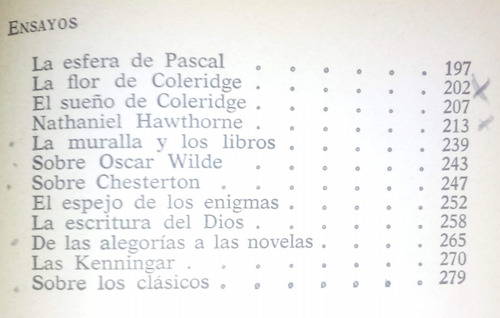 ENSAYOS
La esfera de Pascal . . . . . . 197
La flor de Coleridge . . . . . . 202
El sueño de Coleridge . . . . . . 207
Nathaniel Hawthorne . . . . . . 213
La muralla y los libros . . . . . 239
Sobre Oscar Wilde . . . . . . 243
Sobre Chesterton . . . . . . 247
El espejo de los enigmas . . . . . 252
La escritura del Dios . . . . . . 258
De las alegorías a las novelas . . . . 265
Las Kenningar . . . . . . . 270
Sobre los clásicos . . . . . . . 279